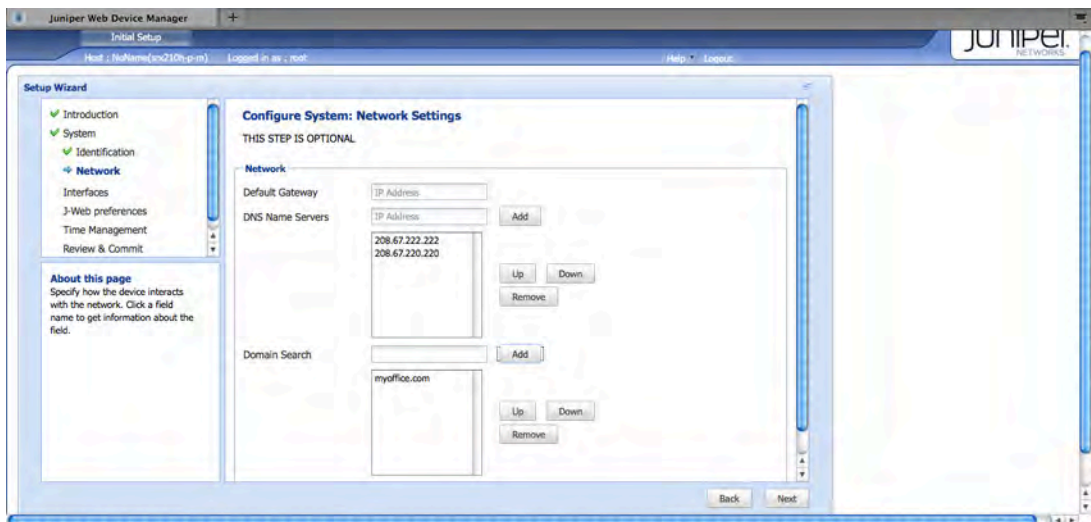 Juniper Web Device Manager
Initial Setup
JUNIPER
NETWORKS
Host : NoName(srx210h-p-m) Logged in as : root Help Logout
Setup Wizard
Introduction
System
Identification
Network
Interfaces
J-Web preferences
Time Management
Review & Commit
About this page
Specify how the device interacts
with the network. Click a field
name to get information about the
field.
Configure System: Network Settings
THIS STEP IS OPTIONAL
Network
Default Gateway IP Address
DNS Name Servers IP Address Add
208.67.222.222
208.67.220.220
Up Down
Remove
Domain Search Add
myoffice.com
Up Down
Remove
Back Next